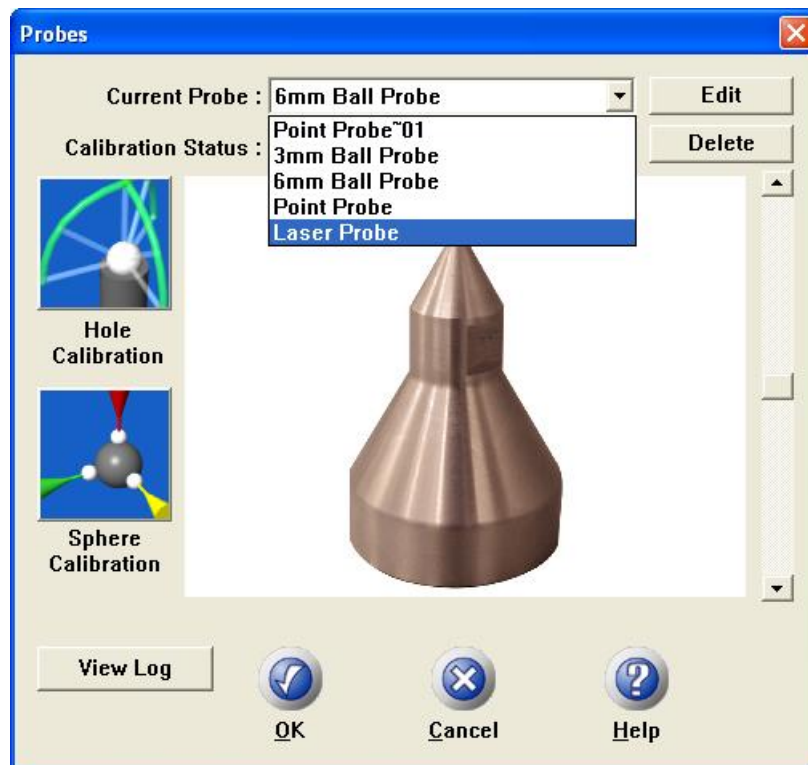 Probes
Current Probe : 6mm Ball Probe Edit
Calibration Status : Delete
Point Probe~01
3mm Ball Probe
6mm Ball Probe
Point Probe
Laser Probe
Hole
Calibration
Sphere
Calibration
View Log
OK Cancel Help